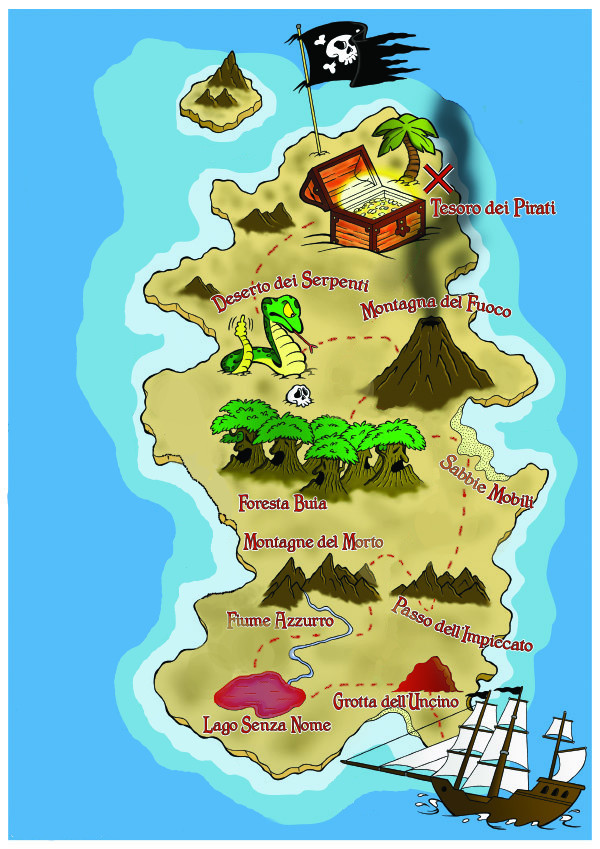 Tesoro dei Pirati
Deserto dei Serpenti
Montagna del Fuoco
Sabbie Mobili
Foresta Buia
Montagne del Morto
Fiume Azzurro
Passo dell'Impiccato
Grotta dell'Uncino
Lago Senza Nome